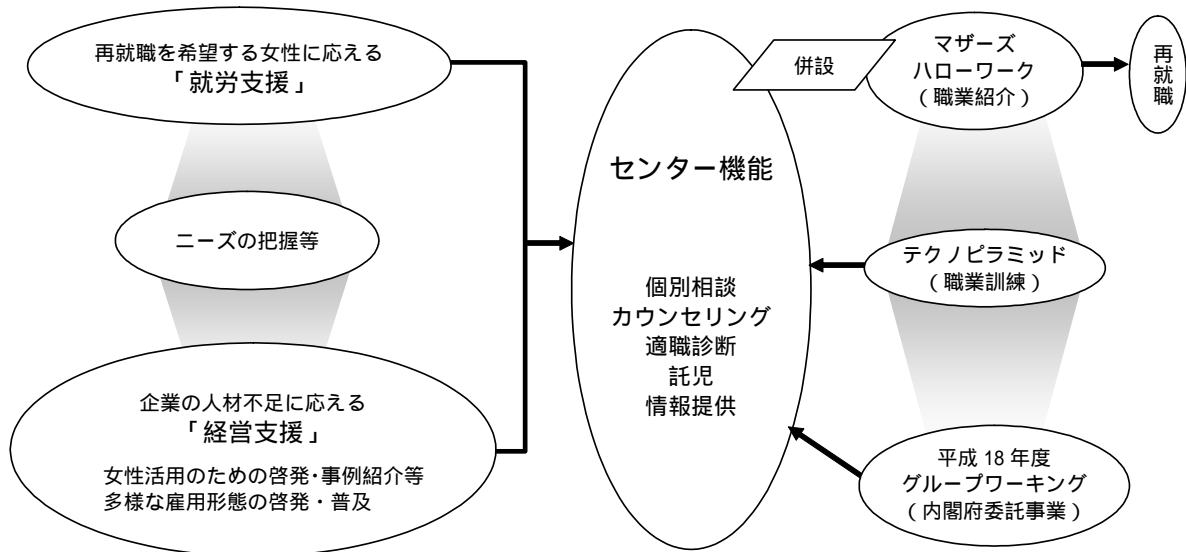 再就職を希望する女性に応える
「就労支援」
ニーズの把握等
企業の人材不足に応える
「経営支援」
女性活用のための啓発・事例紹介等
多様な雇用形態の啓発・普及
センター機能
個別相談
カウンセリング
適職診断
託児
情報提供
併設
マザーズ
ハローワーク
（職業紹介）
再就職
テクノピラミッド
（職業訓練）
平成 18 年度
グループワーキング
（内閣府委託事業）